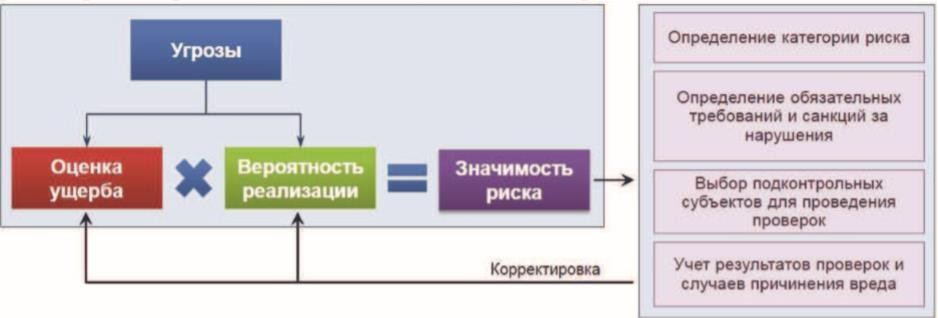 Угрозы
Оценка
ущерба
Вероятность
реализации
Значимость
риска
Определение категории риска
Определение обязательных
требований и санкций за
нарушения
Выбор подконтрольных
субъектов для проведения
проверок
Учет результатов проверок и
случаев причинения вреда
Корректировка